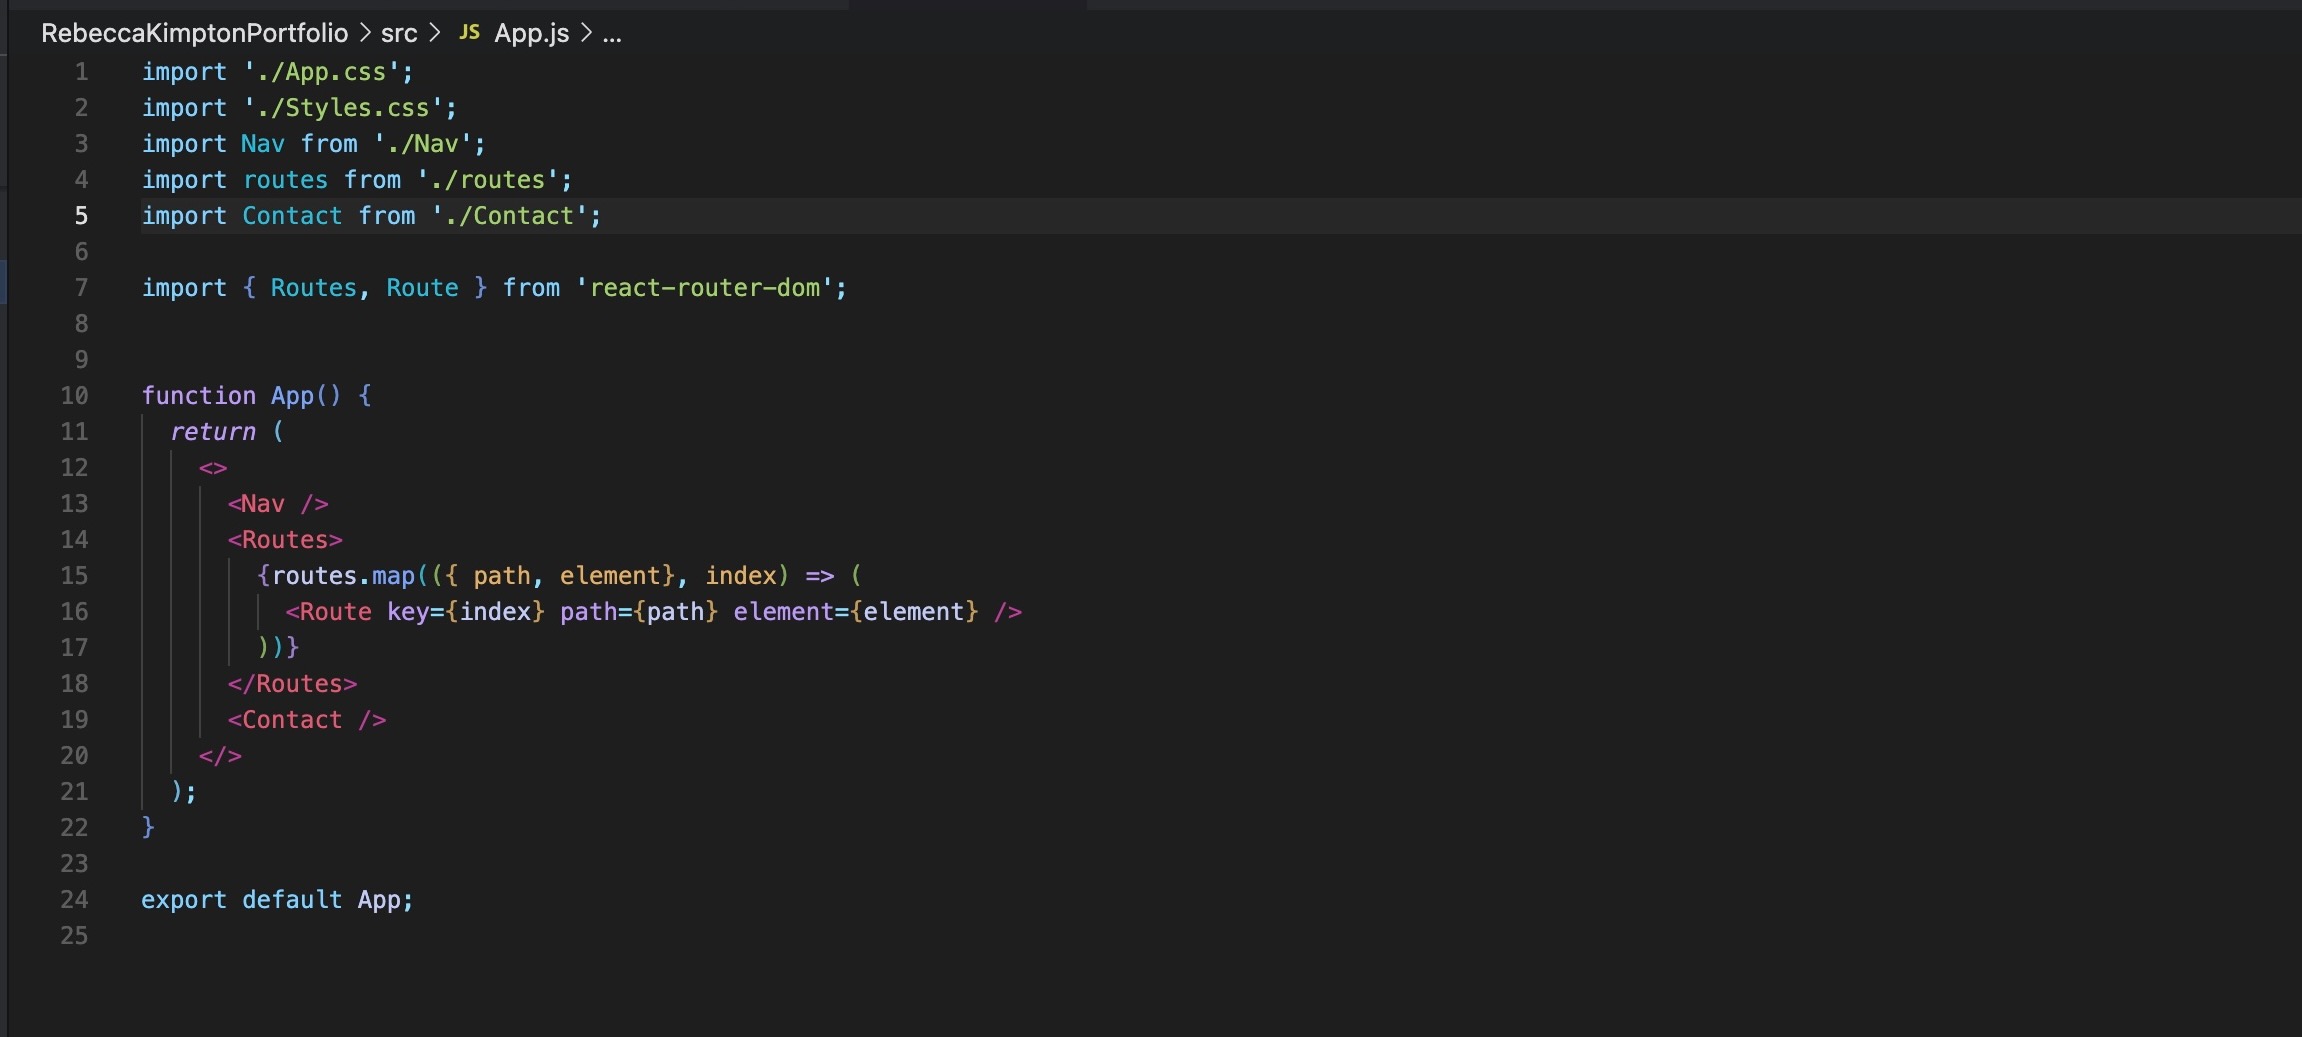 RebeccaKimptonPortfolio > src > JS App.js > ...
1 import './App.css';
2 import './Styles.css';
3 import Nav from './Nav';
4 import routes from './routes';
5 import Contact from './Contact';
6
7 import { Routes, Route } from 'react-router-dom';
8
9
10 function App() {
11   return (
12     <>
13       <Nav />
14       <Routes>
15         {routes.map(({ path, element}, index) => (
16           <Route key={index} path={path} element={element} />
17         ))}
18       </Routes>
19       <Contact />
20     </>
21   );
22 }
23
24 export default App;
25